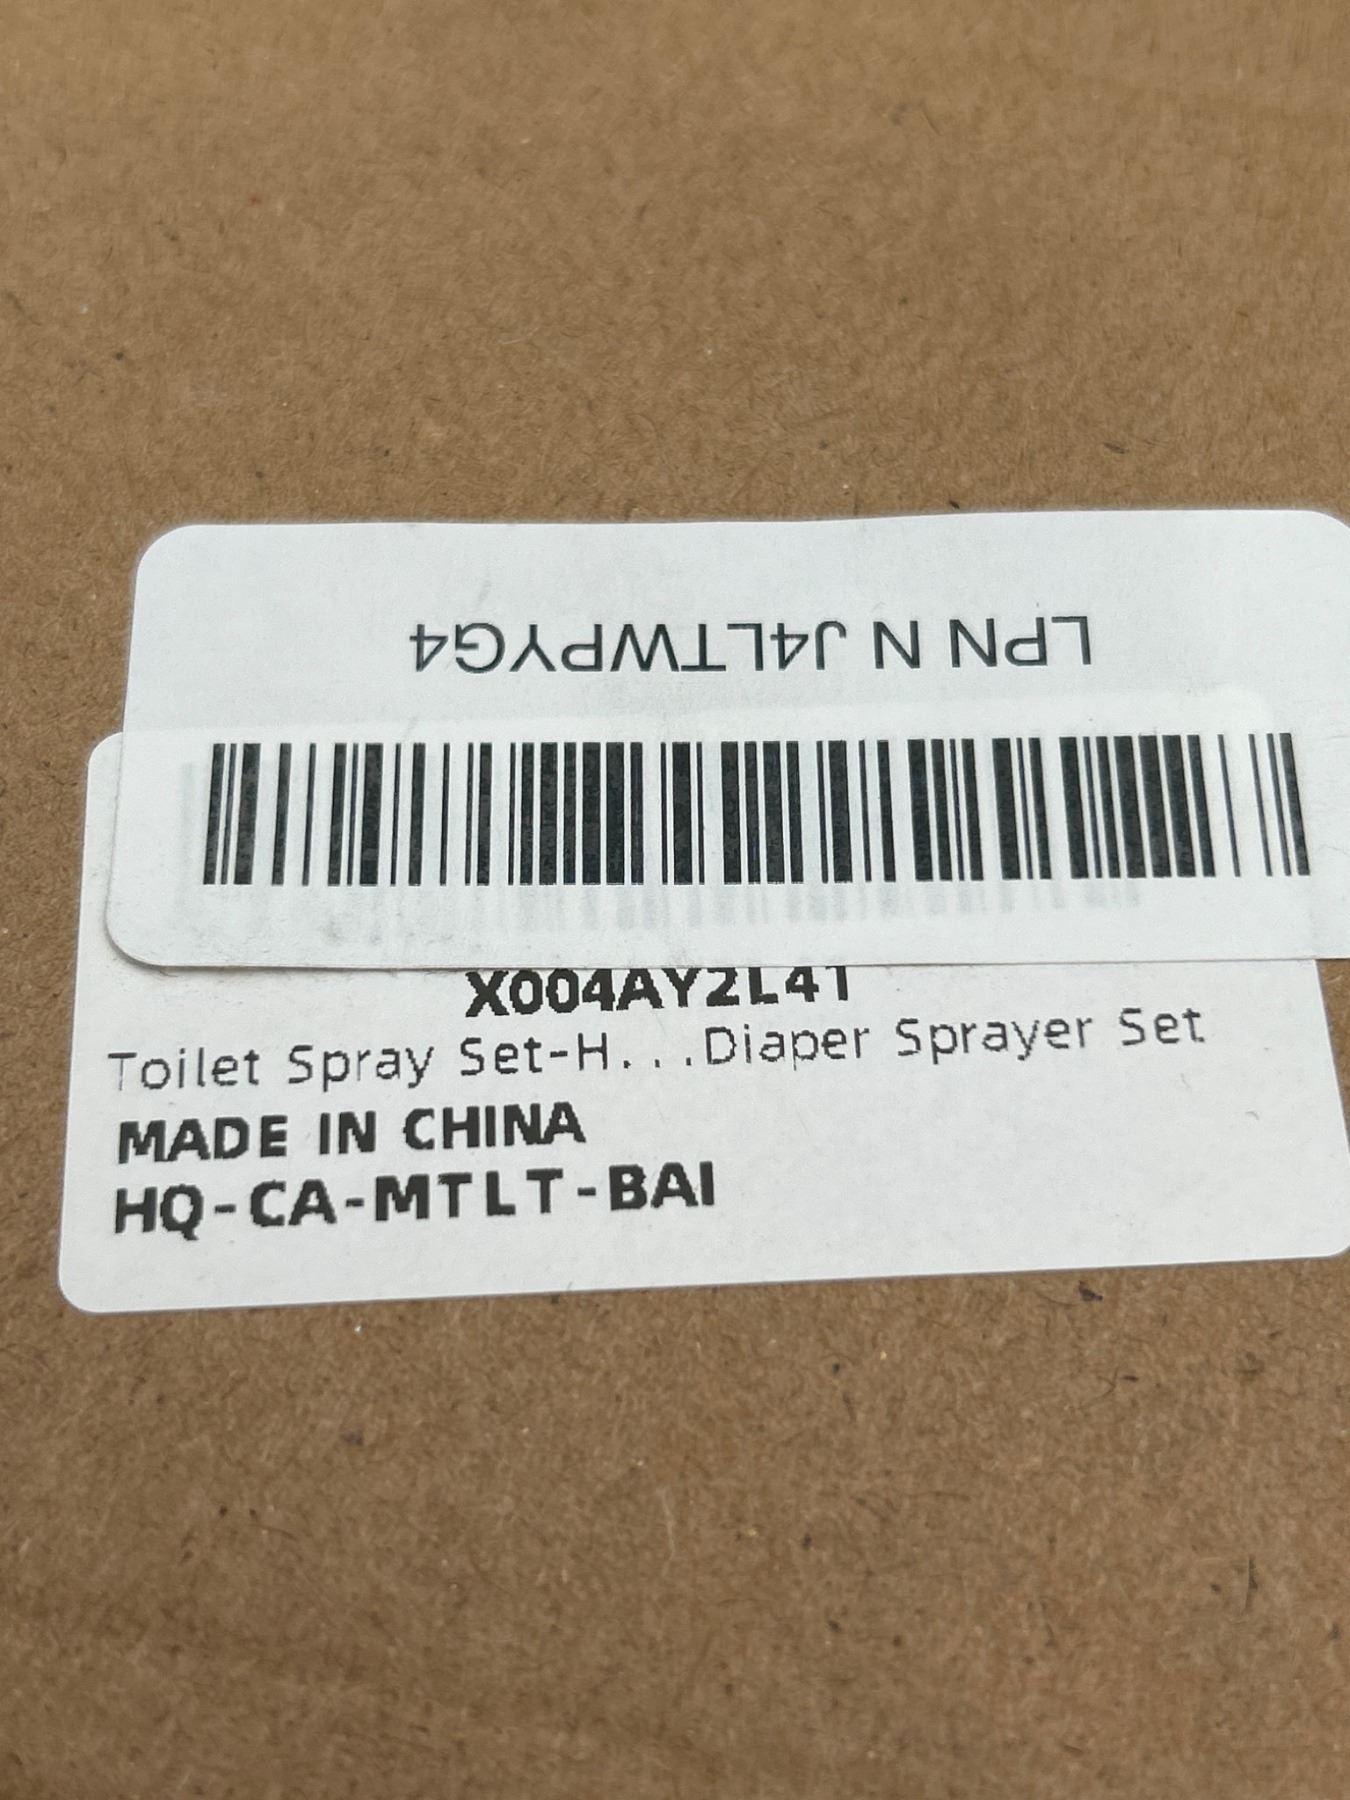 LPN N J4LTWPYG4
X004AY2L41
Toilet Spray Set-H...Diaper Sprayer Set
MADE IN CHINA
HQ-CA-MTLT-BAI